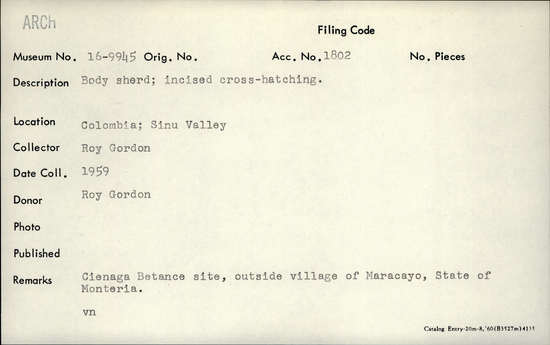 ARCh
Filing Code
Museum No. 16-9945 Orig. No. Acc. No. 1802 No. Pieces
Description Body sherd; incised cross-hatching.
Location Colombia; Sinu Valley
Collector Roy Gordon
Date Coll. 1959
Donor Roy Gordon
Photo
Published
Remarks Cienaga Betance site, outside village of Maracayo, State of
Monteria.
vn
Catalog Entry-20m-8,'60(B3527m)4135